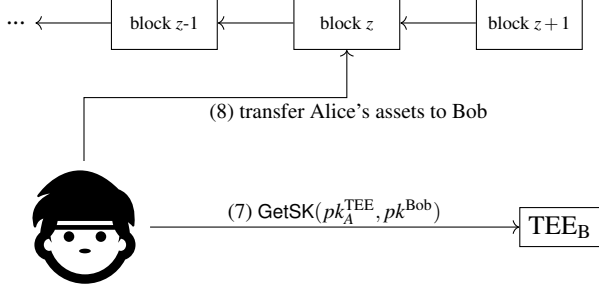 ... block z-1 block z block z + 1
(8) transfer Alice's assets to Bob
(7) GetSK(pk_A^TEE, pk^Bob)
TEE_B